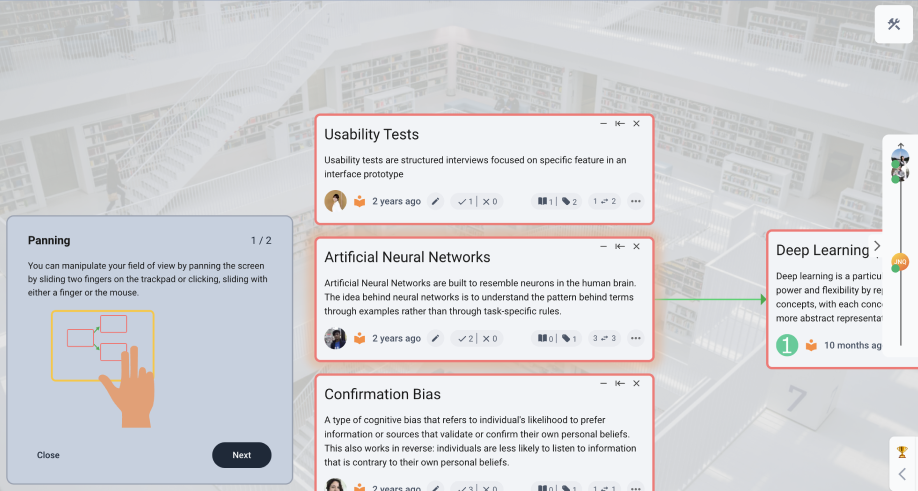 Usability Tests
Usability tests are structured interviews focused on specific feature in an
interface prototype
2 years ago 1 0 1 2 1 2
Panning 1 / 2
You can manipulate your field of view by panning the screen
by sliding two fingers on the trackpad or clicking, sliding with
either a finger or the mouse.
Close
Next
Artificial Neural Networks
Artificial Neural Networks are built to resemble neurons in the human brain.
The idea behind neural networks is to understand the pattern behind terms
through examples rather than through task-specific rules.
2 years ago 2 0 0 1 3 3
Confirmation Bias
A type of cognitive bias that refers to individual's likelihood to prefer
information or sources that validate or confirm their own personal beliefs.
This also works in reverse: individuals are less likely to listen to information
that is contrary to their own personal beliefs.
2 years ago 3 0 0 1 1 1
Deep Learning
Deep learning is a particu
power and flexibility by re
concepts, with each conc
more abstract representa
1 10 months ag
JNG
7